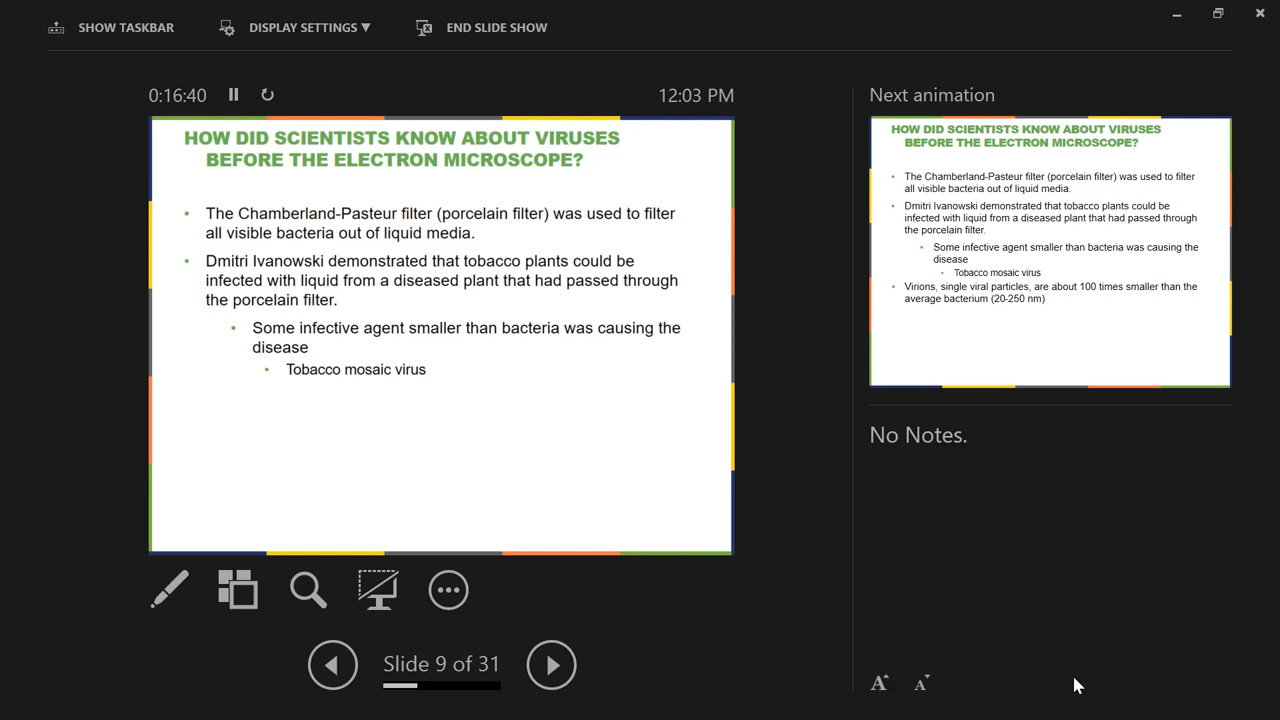 SHOW TASKBAR
DISPLAY SETTINGS ▼
END SLIDE SHOW
0:16:40
12:03 PM
HOW DID SCIENTISTS KNOW ABOUT VIRUSES
BEFORE THE ELECTRON MICROSCOPE?
• The Chamberland-Pasteur filter (porcelain filter) was used to filter
all visible bacteria out of liquid media.
• Dmitri Ivanowski demonstrated that tobacco plants could be
infected with liquid from a diseased plant that had passed through
the porcelain filter.
• Some infective agent smaller than bacteria was causing the
disease
• Tobacco mosaic virus
Slide 9 of 31
Next animation
HOW DID SCIENTISTS KNOW ABOUT VIRUSES
BEFORE THE ELECTRON MICROSCOPE?
• The Chamberland-Pasteur filter (porcelain filter) was used to filter
all visible bacteria out of liquid media.
• Dmitri Ivanowski demonstrated that tobacco plants could be
infected with liquid from a diseased plant that had passed through
the porcelain filter.
• Some infective agent smaller than bacteria was causing the
disease
• Tobacco mosaic virus
• Virions, single viral particles, are about 100 times smaller than the
average bacterium (20-250 nm)
No Notes.
A A